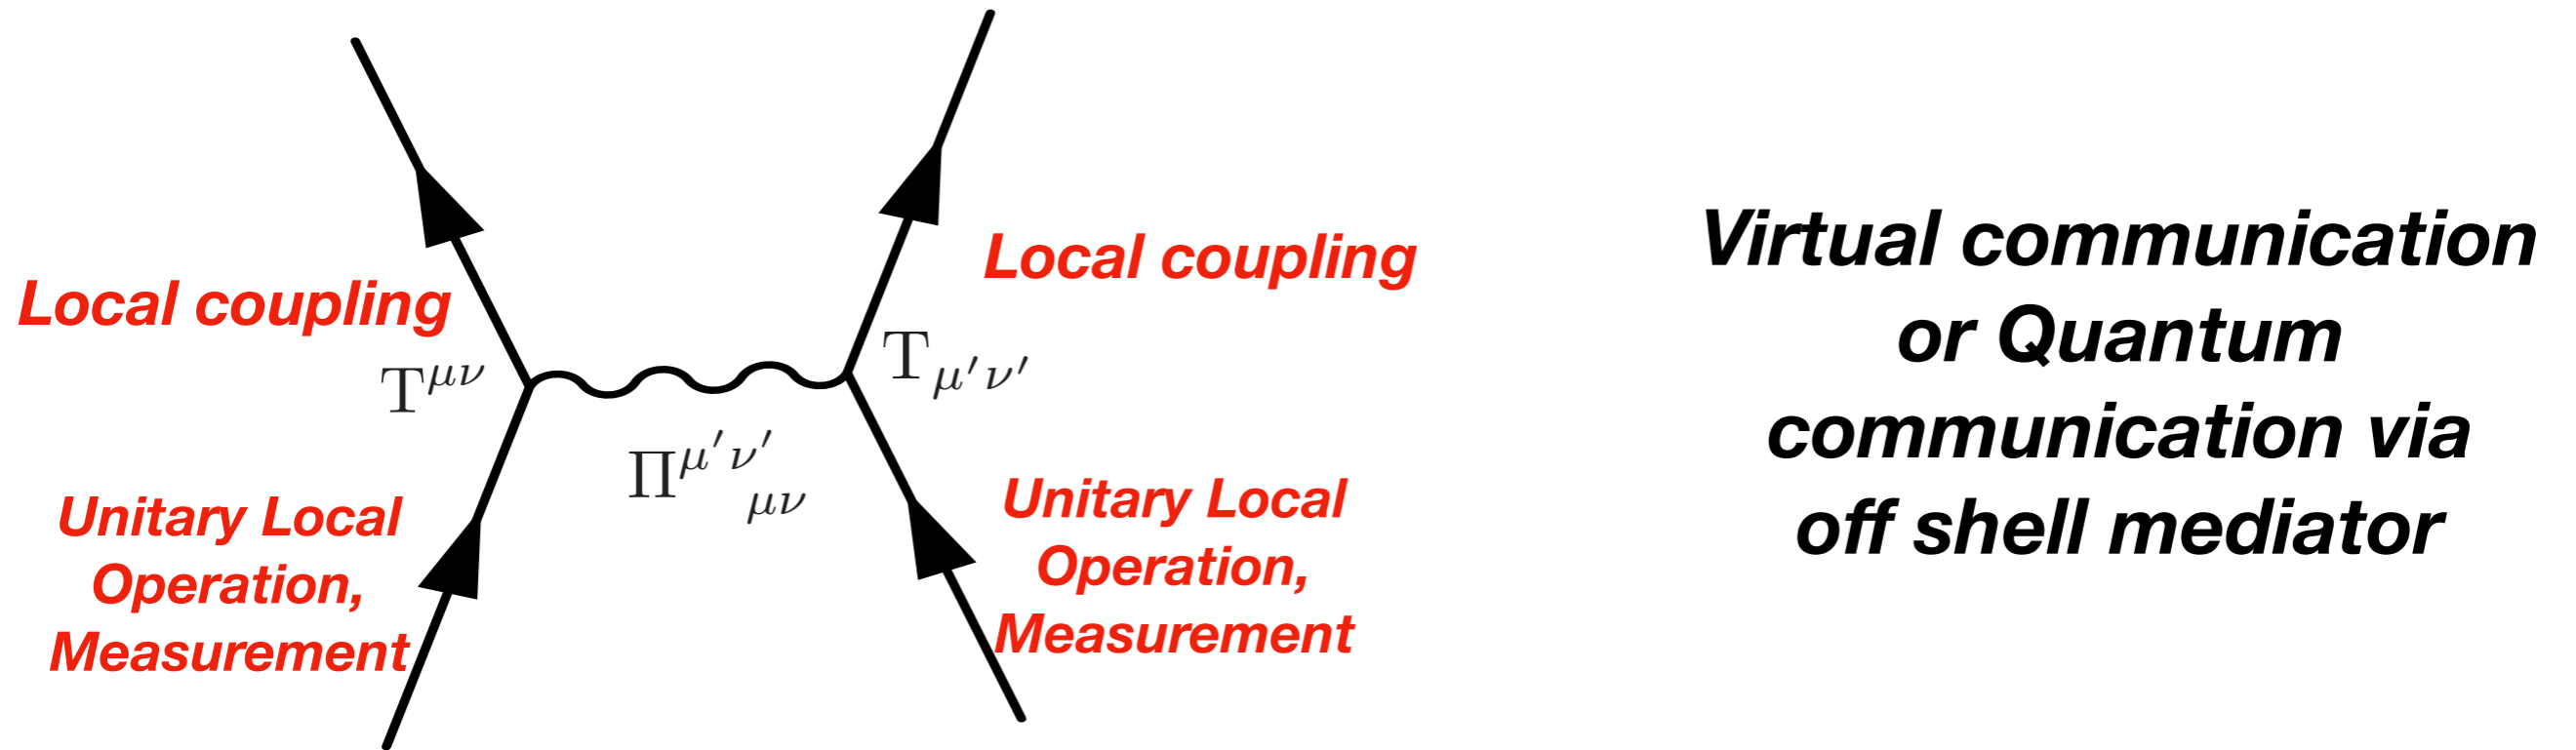 Local coupling
T^{μν}
Unitary Local
Operation,
Measurement
Π^{μ'ν'}_{μν}
Local coupling
T_{μ'ν'}
Unitary Local
Operation,
Measurement
Virtual communication
or Quantum
communication via
off shell mediator